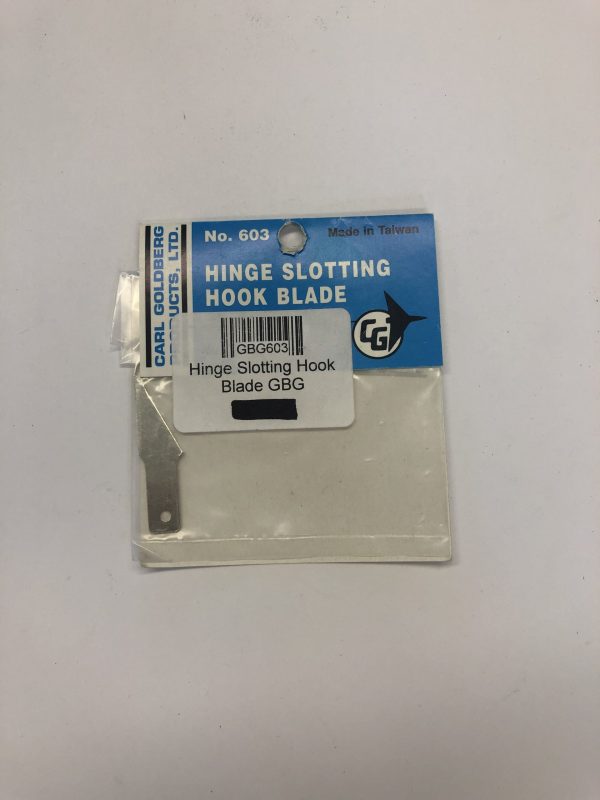 CARL GOLDBERG
PRODUCTS, LTD.
No. 603
Made in Taiwan
HINGE SLOTTING
HOOK BLADE
CG
GBG603
Hinge Slotting Hook
Blade GBG